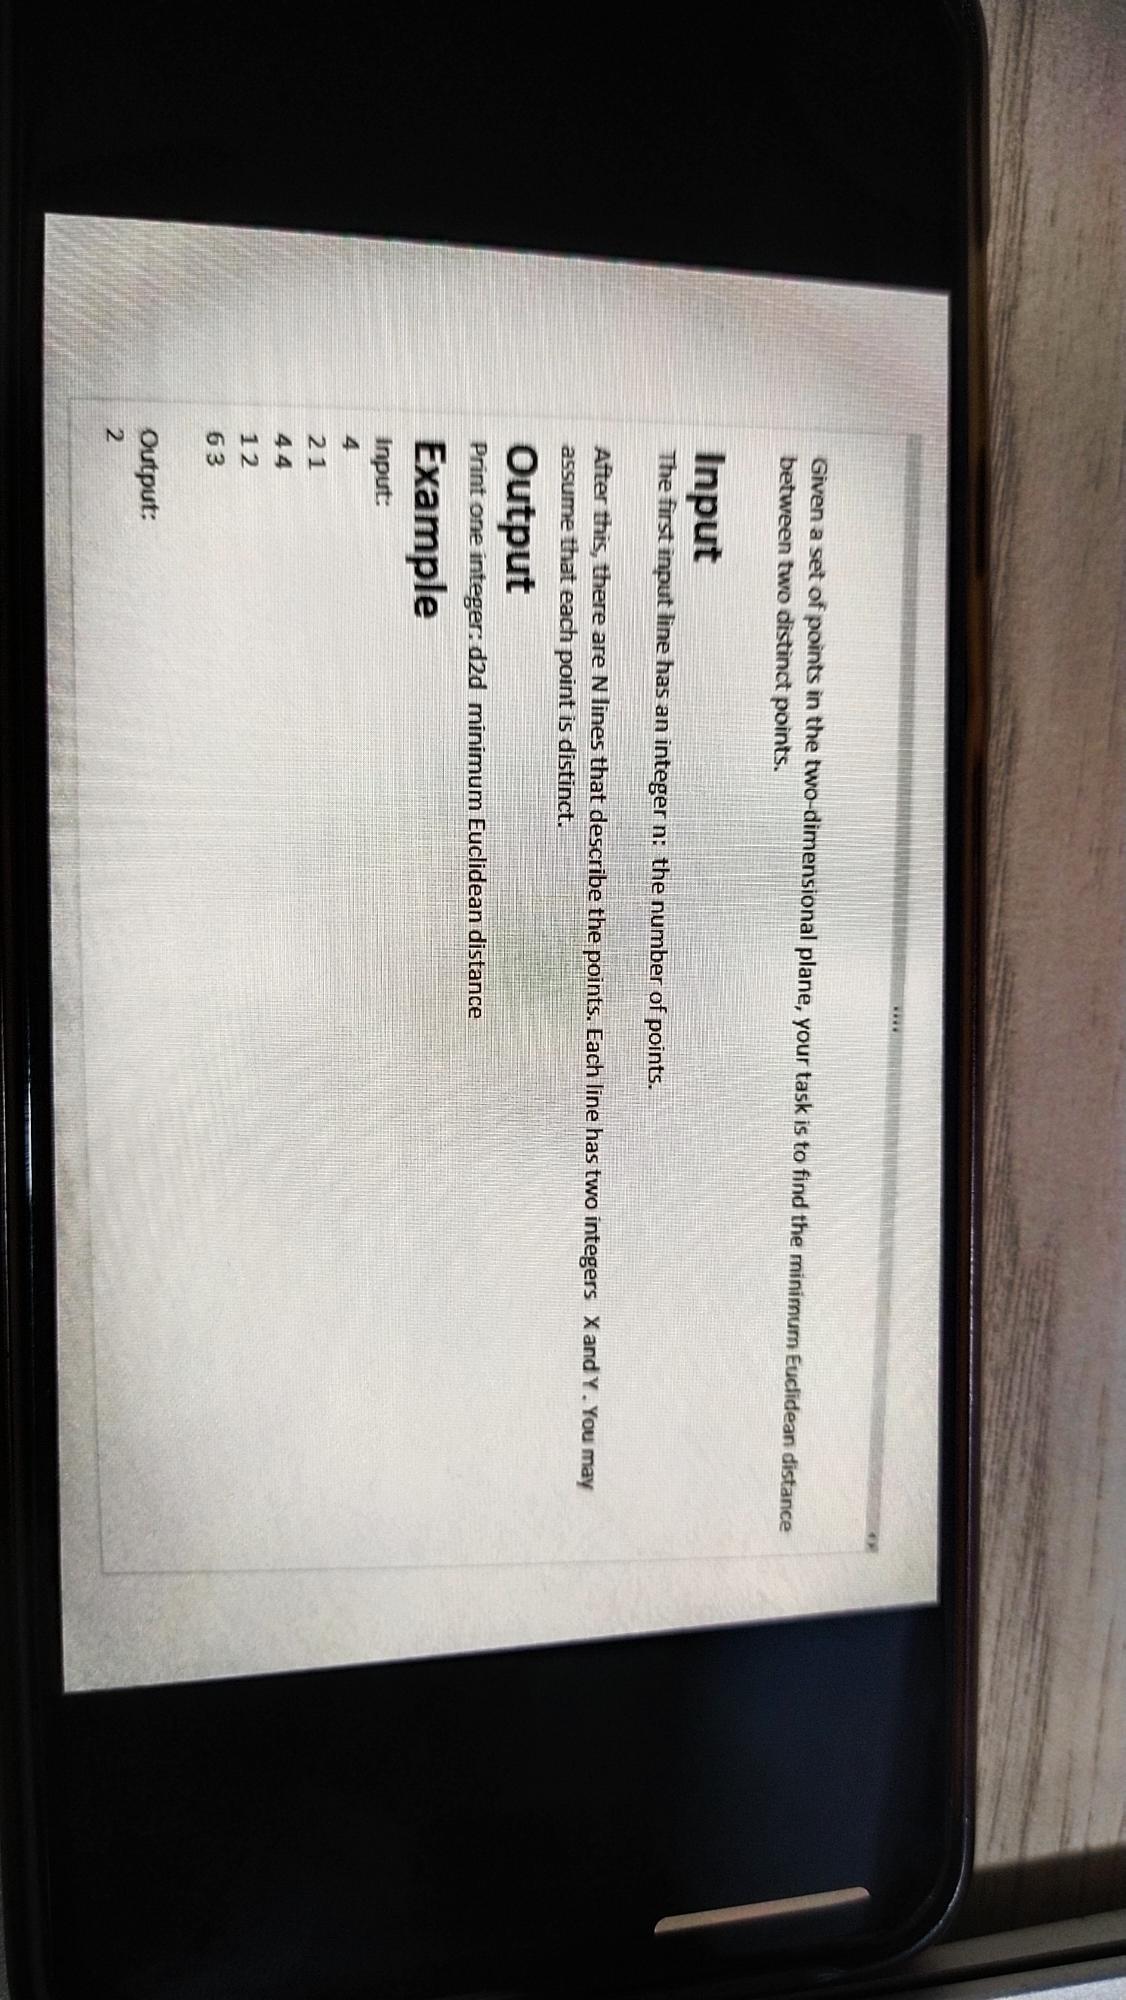 Given a set of points in the two-dimensional plane, your task is to find the minimum Euclidean distance
between two distinct points.
Input
The first input line has an integer n: the number of points.
After this, there are N lines that describe the points. Each line has two integers X and Y. You may
assume that each point is distinct.
Output
Print one integer: d2d minimum Euclidean distance
Example
Input:
4
2 1
4 4
1 2
6 3
Output:
2